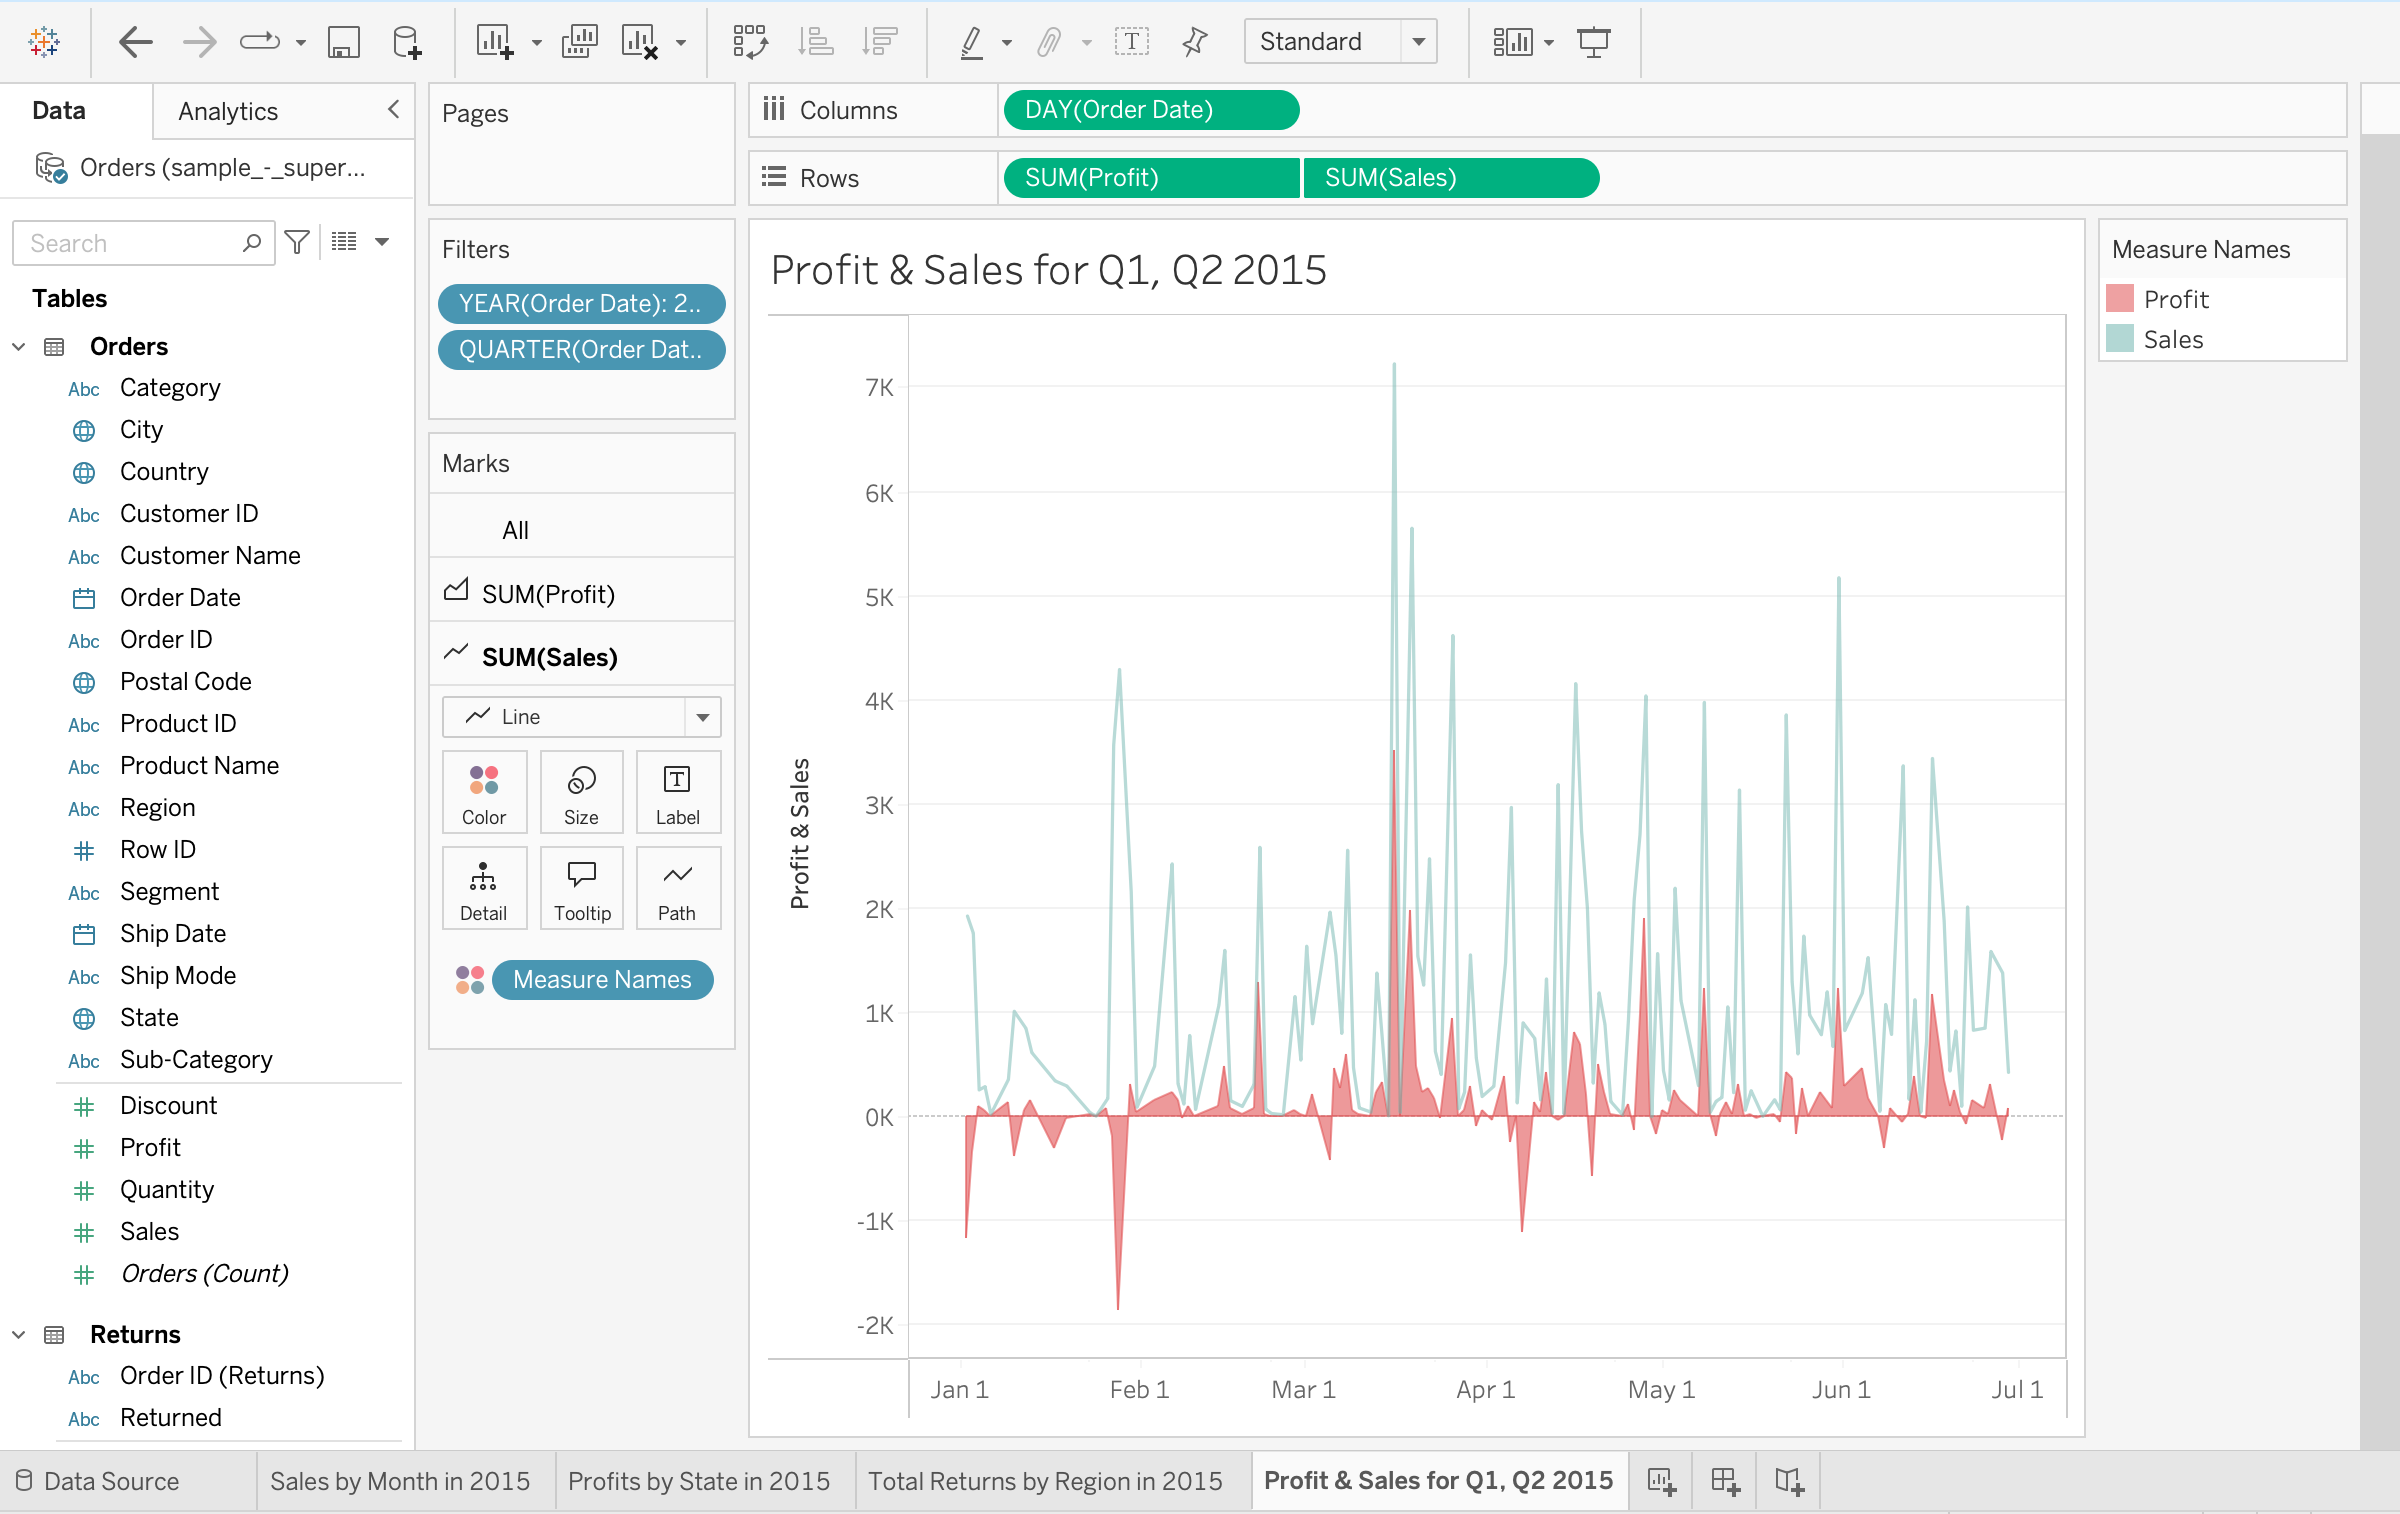 Standard
Data
Analytics
Orders (sample_-_super...
Search
Tables
Orders
Abc Category
City
Country
Abc Customer ID
Abc Customer Name
Order Date
Abc Order ID
Postal Code
Abc Product ID
Abc Product Name
Abc Region
Row ID
Abc Segment
Ship Date
Abc Ship Mode
State
Abc Sub-Category
Discount
Profit
Quantity
Sales
Orders (Count)
Returns
Abc Order ID (Returns)
Abc Returned
Pages
Filters
YEAR(Order Date): 2..
QUARTER(Order Dat..
Marks
All
SUM(Profit)
SUM(Sales)
Line
Color
Size
T
Label
Detail
Tooltip
Path
Measure Names
Columns
DAY(Order Date)
Rows
SUM(Profit)
SUM(Sales)
Profit & Sales for Q1, Q2 2015
Profit & Sales
7K
6K
5K
4K
3K
2K
1K
0K
-1K
-2K
Jan 1
Feb 1
Mar 1
Apr 1
May 1
Jun 1
Jul 1
Measure Names
Profit
Sales
Data Source
Sales by Month in 2015
Profits by State in 2015
Total Returns by Region in 2015
Profit & Sales for Q1, Q2 2015